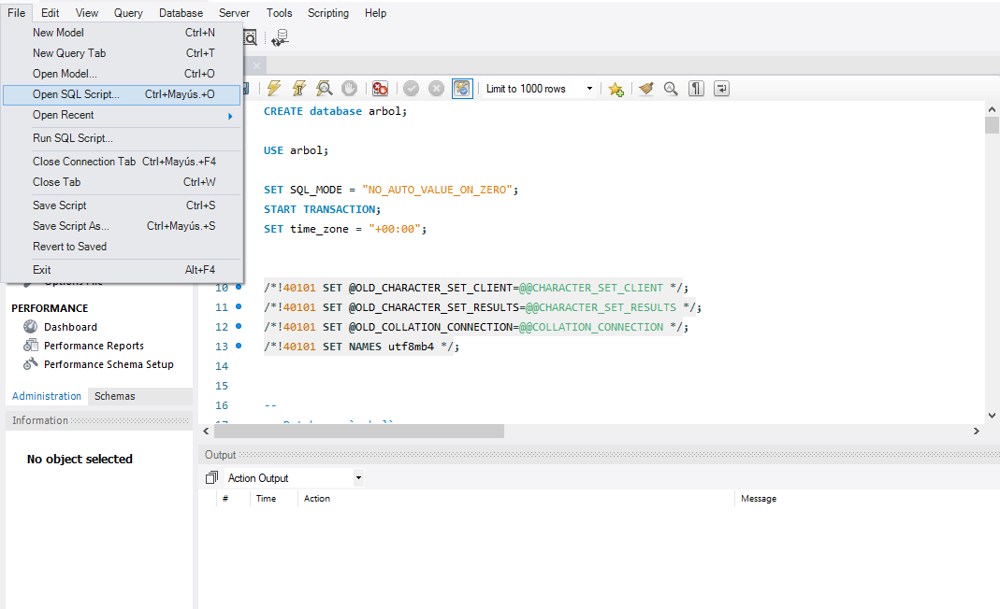 File Edit View Query Database Server Tools Scripting Help
New Model Ctrl+N
New Query Tab Ctrl+T
Open Model... Ctrl+O
Open SQL Script... Ctrl+Mayús.+O
Open Recent
Run SQL Script...
Close Connection Tab Ctrl+Mayús.+F4
Close Tab Ctrl+W
Save Script Ctrl+S
Save Script As... Ctrl+Mayús.+S
Revert to Saved
Exit Alt+F4
Options File
PERFORMANCE
Dashboard
Performance Reports
Performance Schema Setup
Administration Schemas
Information
No object selected
Limit to 1000 rows
CREATE database arbol;
USE arbol;
SET SQL_MODE = "NO_AUTO_VALUE_ON_ZERO";
START TRANSACTION;
SET time_zone = "+00:00";
10 /*!40101 SET @OLD_CHARACTER_SET_CLIENT=@@CHARACTER_SET_CLIENT */;
11 /*!40101 SET @OLD_CHARACTER_SET_RESULTS=@@CHARACTER_SET_RESULTS */;
12 /*!40101 SET @OLD_COLLATION_CONNECTION=@@COLLATION_CONNECTION */;
13 /*!40101 SET NAMES utf8mb4 */;
14
15
16 --
Output
Action Output
# Time Action Message